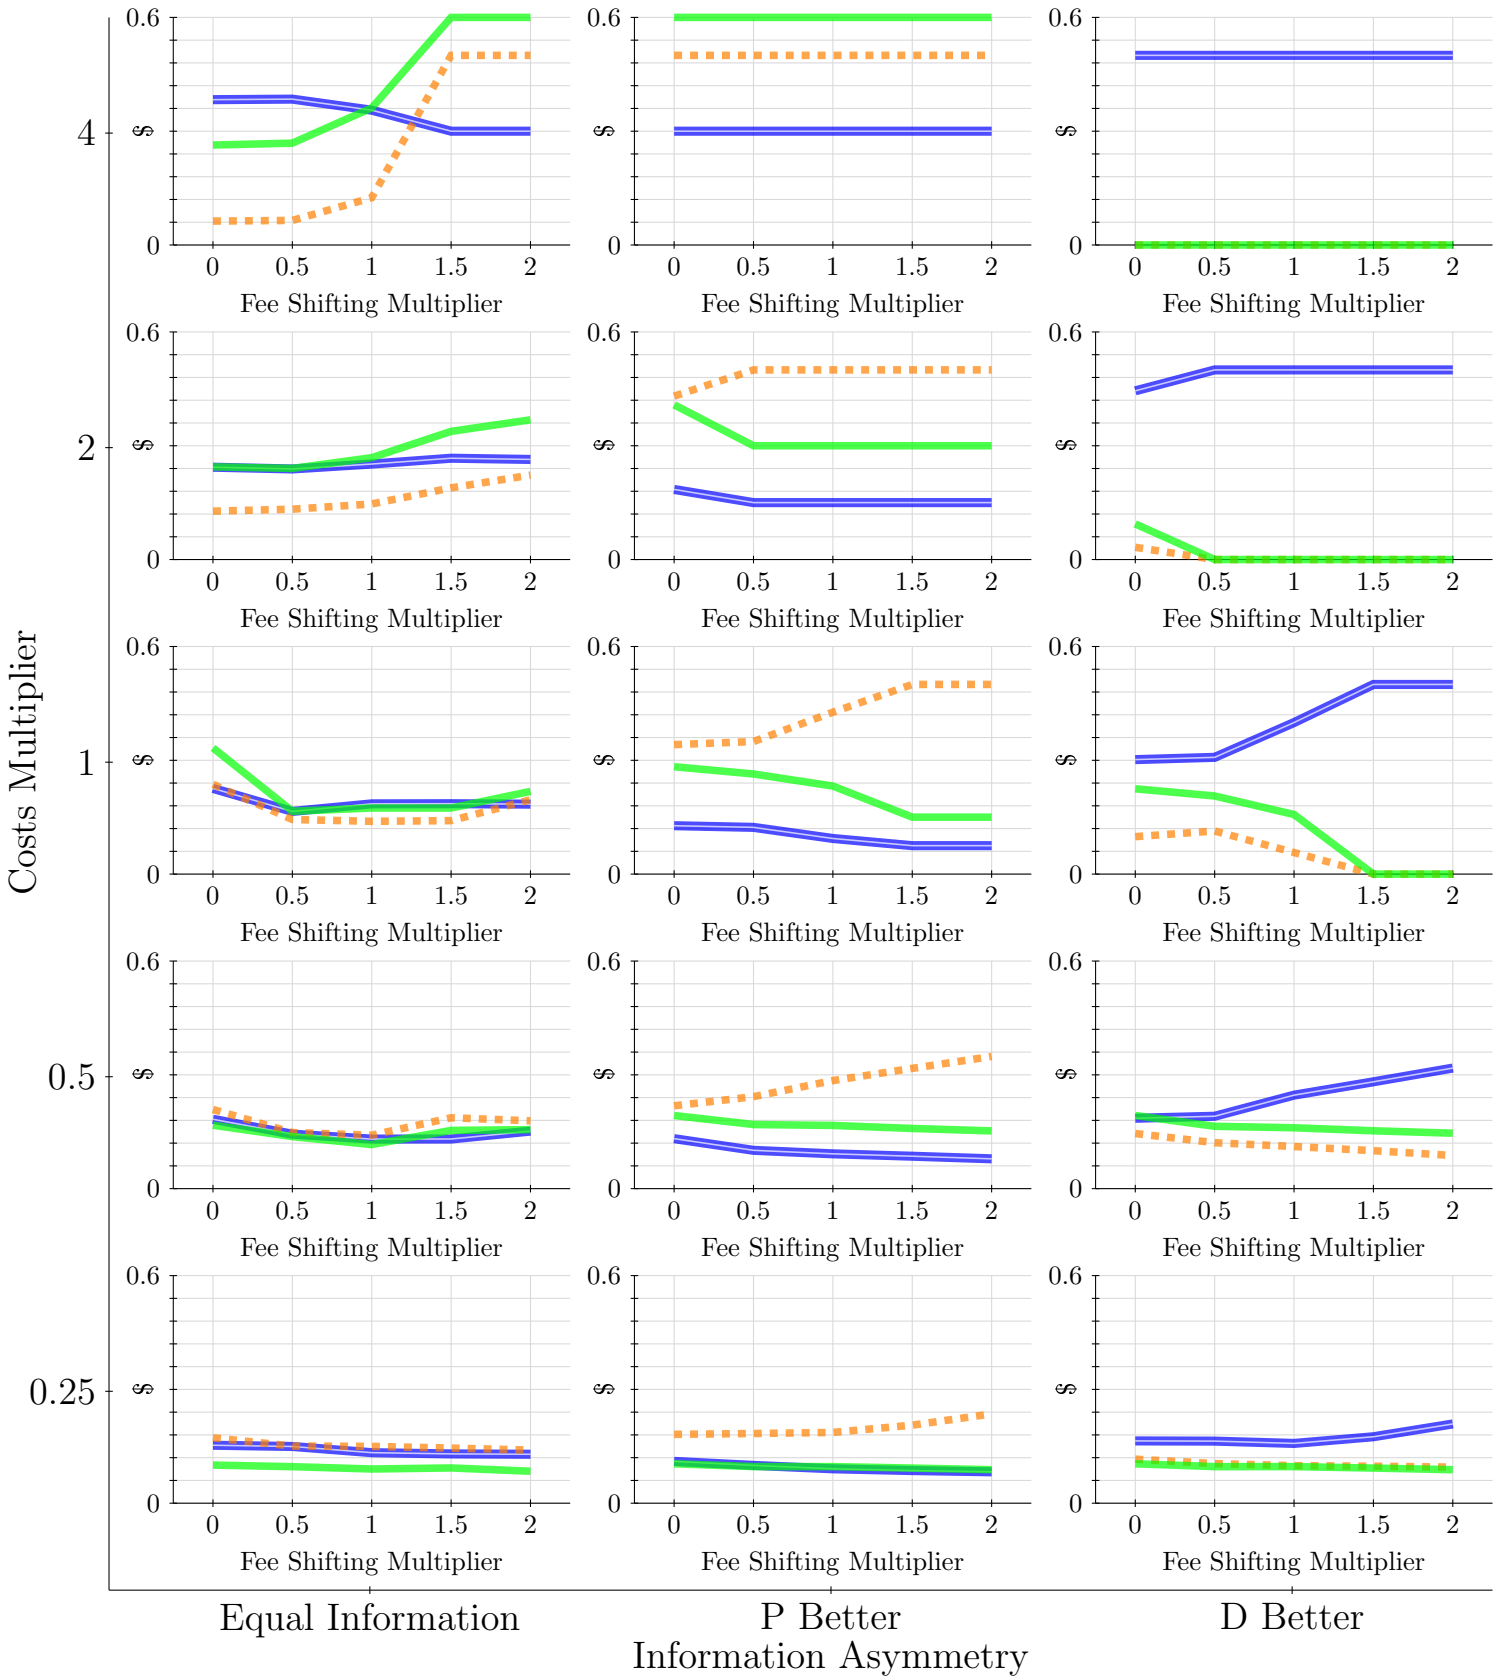 0.6 0.6 0.6
4 $ $ $
0 0 0
0 0.5 1 1.5 2 0 0.5 1 1.5 2 0 0.5 1 1.5 2
Fee Shifting Multiplier Fee Shifting Multiplier Fee Shifting Multiplier
0.6 0.6 0.6
2 $ $ $
0 0 0
0 0.5 1 1.5 2 0 0.5 1 1.5 2 0 0.5 1 1.5 2
Fee Shifting Multiplier Fee Shifting Multiplier Fee Shifting Multiplier
Costs Multiplier
0.6 0.6 0.6
1 $ $ $
0 0 0
0 0.5 1 1.5 2 0 0.5 1 1.5 2 0 0.5 1 1.5 2
Fee Shifting Multiplier Fee Shifting Multiplier Fee Shifting Multiplier
0.6 0.6 0.6
0.5 $ $ $
0 0 0
0 0.5 1 1.5 2 0 0.5 1 1.5 2 0 0.5 1 1.5 2
Fee Shifting Multiplier Fee Shifting Multiplier Fee Shifting Multiplier
0.6 0.6 0.6
0.25 $ $ $
0 0 0
0 0.5 1 1.5 2 0 0.5 1 1.5 2 0 0.5 1 1.5 2
Fee Shifting Multiplier Fee Shifting Multiplier Fee Shifting Multiplier
Equal Information P Better D Better
Information Asymmetry